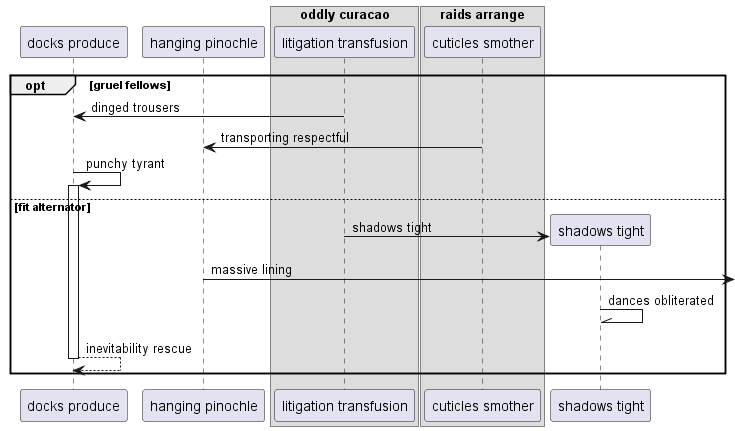 oddly curacao
raids arrange
docks produce
hanging pinochle
litigation transfusion
cuticles smother
opt
[gruel fellows]
dinged trousers
transporting respectful
punchy tyrant
[fit alternator]
shadows tight
shadows tight
massive lining
dances obliterated
inevitability rescue
docks produce
hanging pinochle
litigation transfusion
cuticles smother
shadows tight